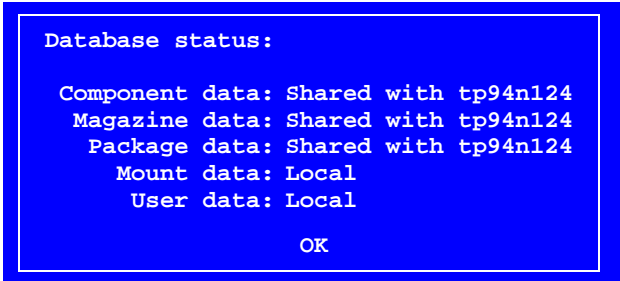 Database status:
Component data: Shared with tp94n124
Magazine data: Shared with tp94n124
Package data: Shared with tp94n124
Mount data: Local
User data: Local
OK